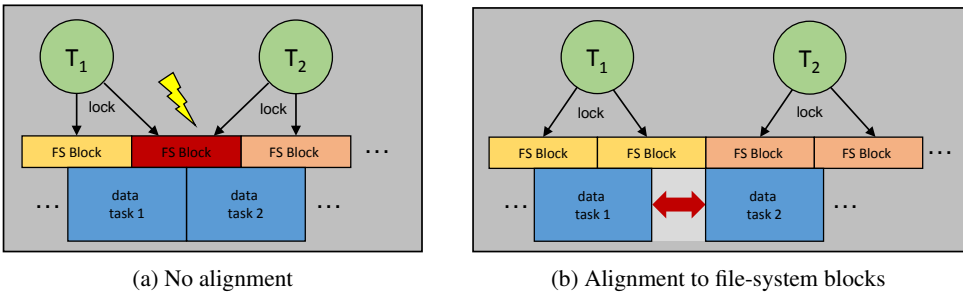 T1 T2
lock lock
FS Block FS Block FS Block ...
... data task 1 data task 2 ...
(a) No alignment
T1 T2
lock lock
FS Block FS Block FS Block FS Block ...
... data task 1 data task 2 ...
(b) Alignment to file-system blocks